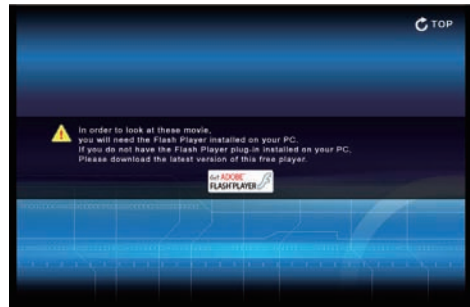 TOP
In order to look at these movie,
you will need the Flash Player installed on your PC.
If you do not have the Flash Player plug-in installed on your PC,
Please download the latest version of this free player.
Get ADOBE
FLASH PLAYER